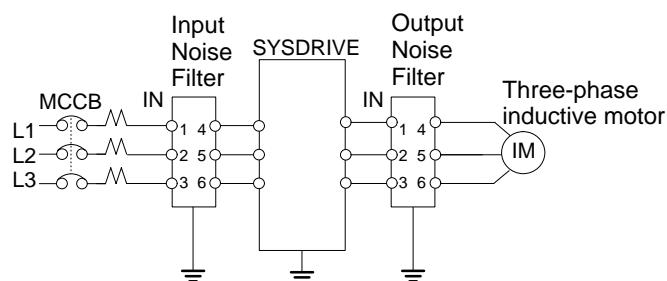 Input
Noise
Filter
SYSDRIVE
Output
Noise
Filter
Three-phase
inductive motor
MCCB
IN
IN
L1
1 4
1 4
L2
2 5
2 5
IM
L3
3 6
3 6